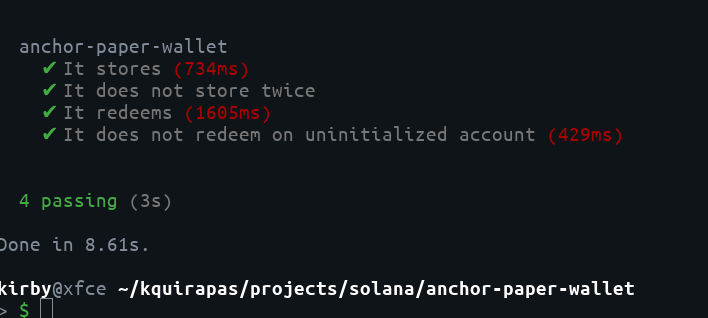 anchor-paper-wallet
✔ It stores (734ms)
✔ It does not store twice
✔ It redeems (1605ms)
✔ It does not redeem on uninitialized account (429ms)
4 passing (3s)
Done in 8.61s.
kirby@xfce ~/kquirapas/projects/solana/anchor-paper-wallet
> $